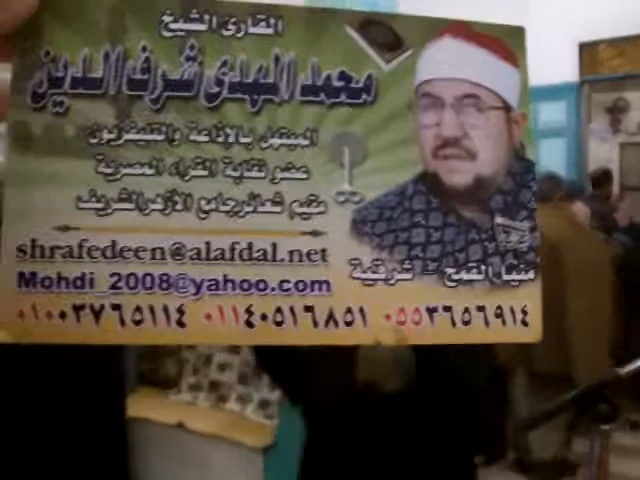 القارئ الشيخ
محمد المهدى شرف الدين
المبتهل بالإذاعة والتليفزيون
عضو نقابة القراء المصرية
مقيم شعائر جامع الأزهر الشريف
shrafedeen@alafdal.net
Mohdi_2008@yahoo.com
منيا القمح - شرقية
٠١٠٠٣٧٦٥١١٤ ٠١١٤٠٥١٦٨٥١ ٠٥٥٣٦٥٦٩١٤